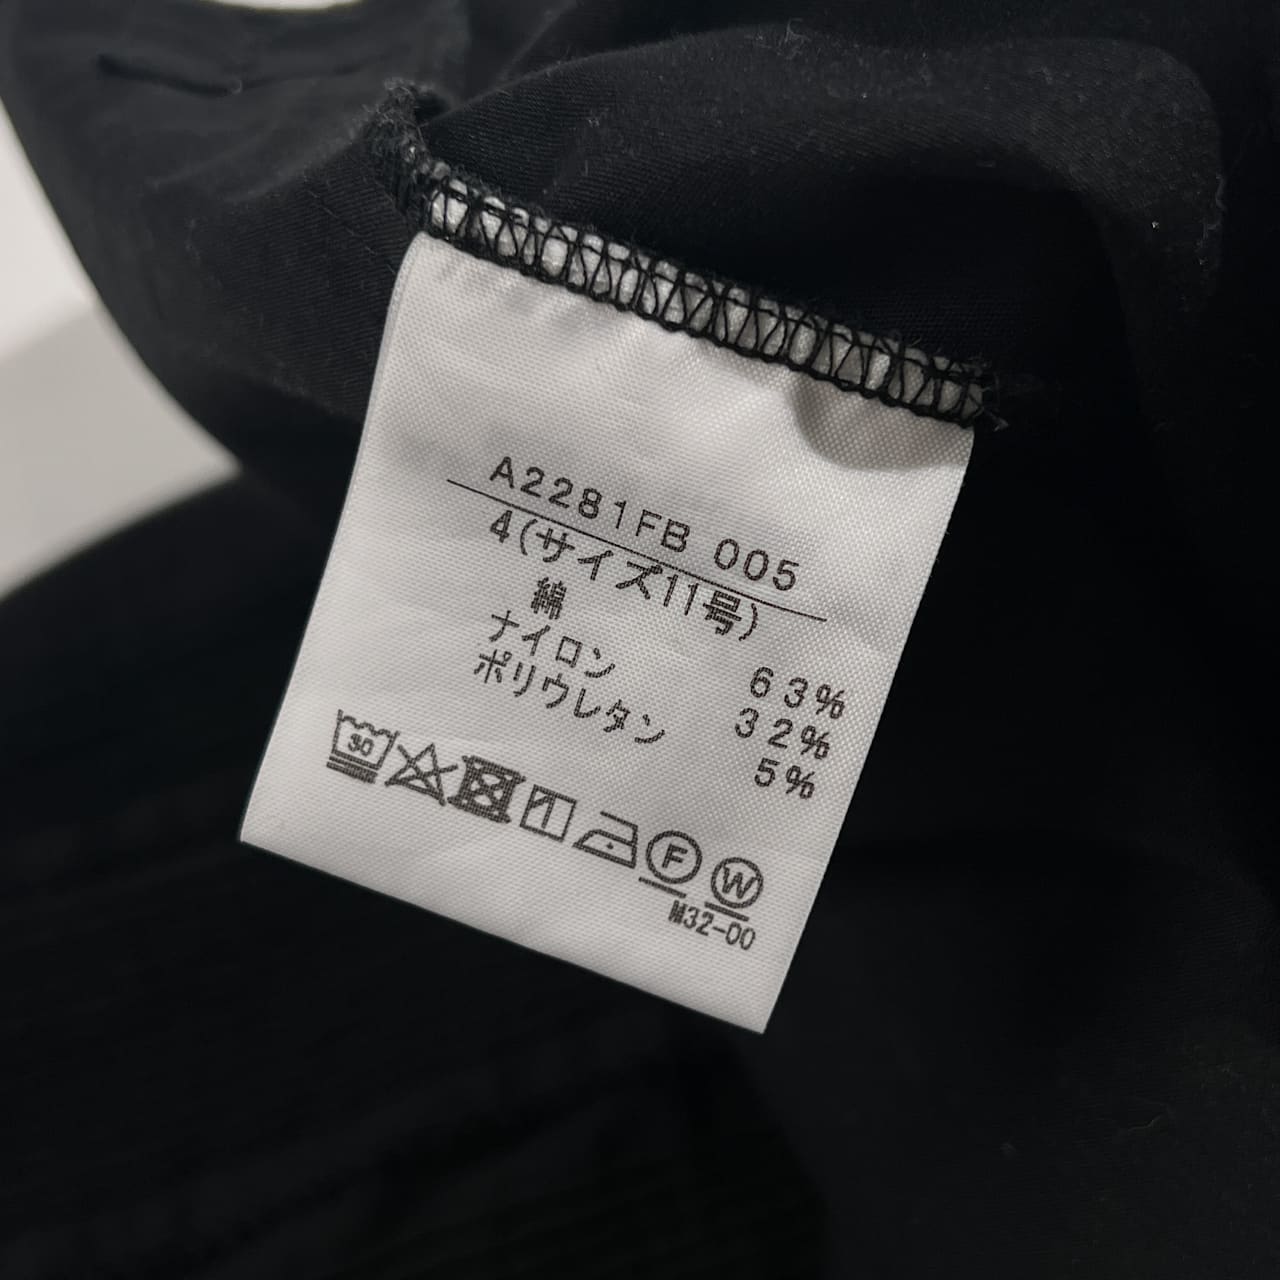 A2281FB 005
4(サイズ11号)
綿 63%
ナイロン 32%
ポリウレタン 5%
30
F W
M32-00